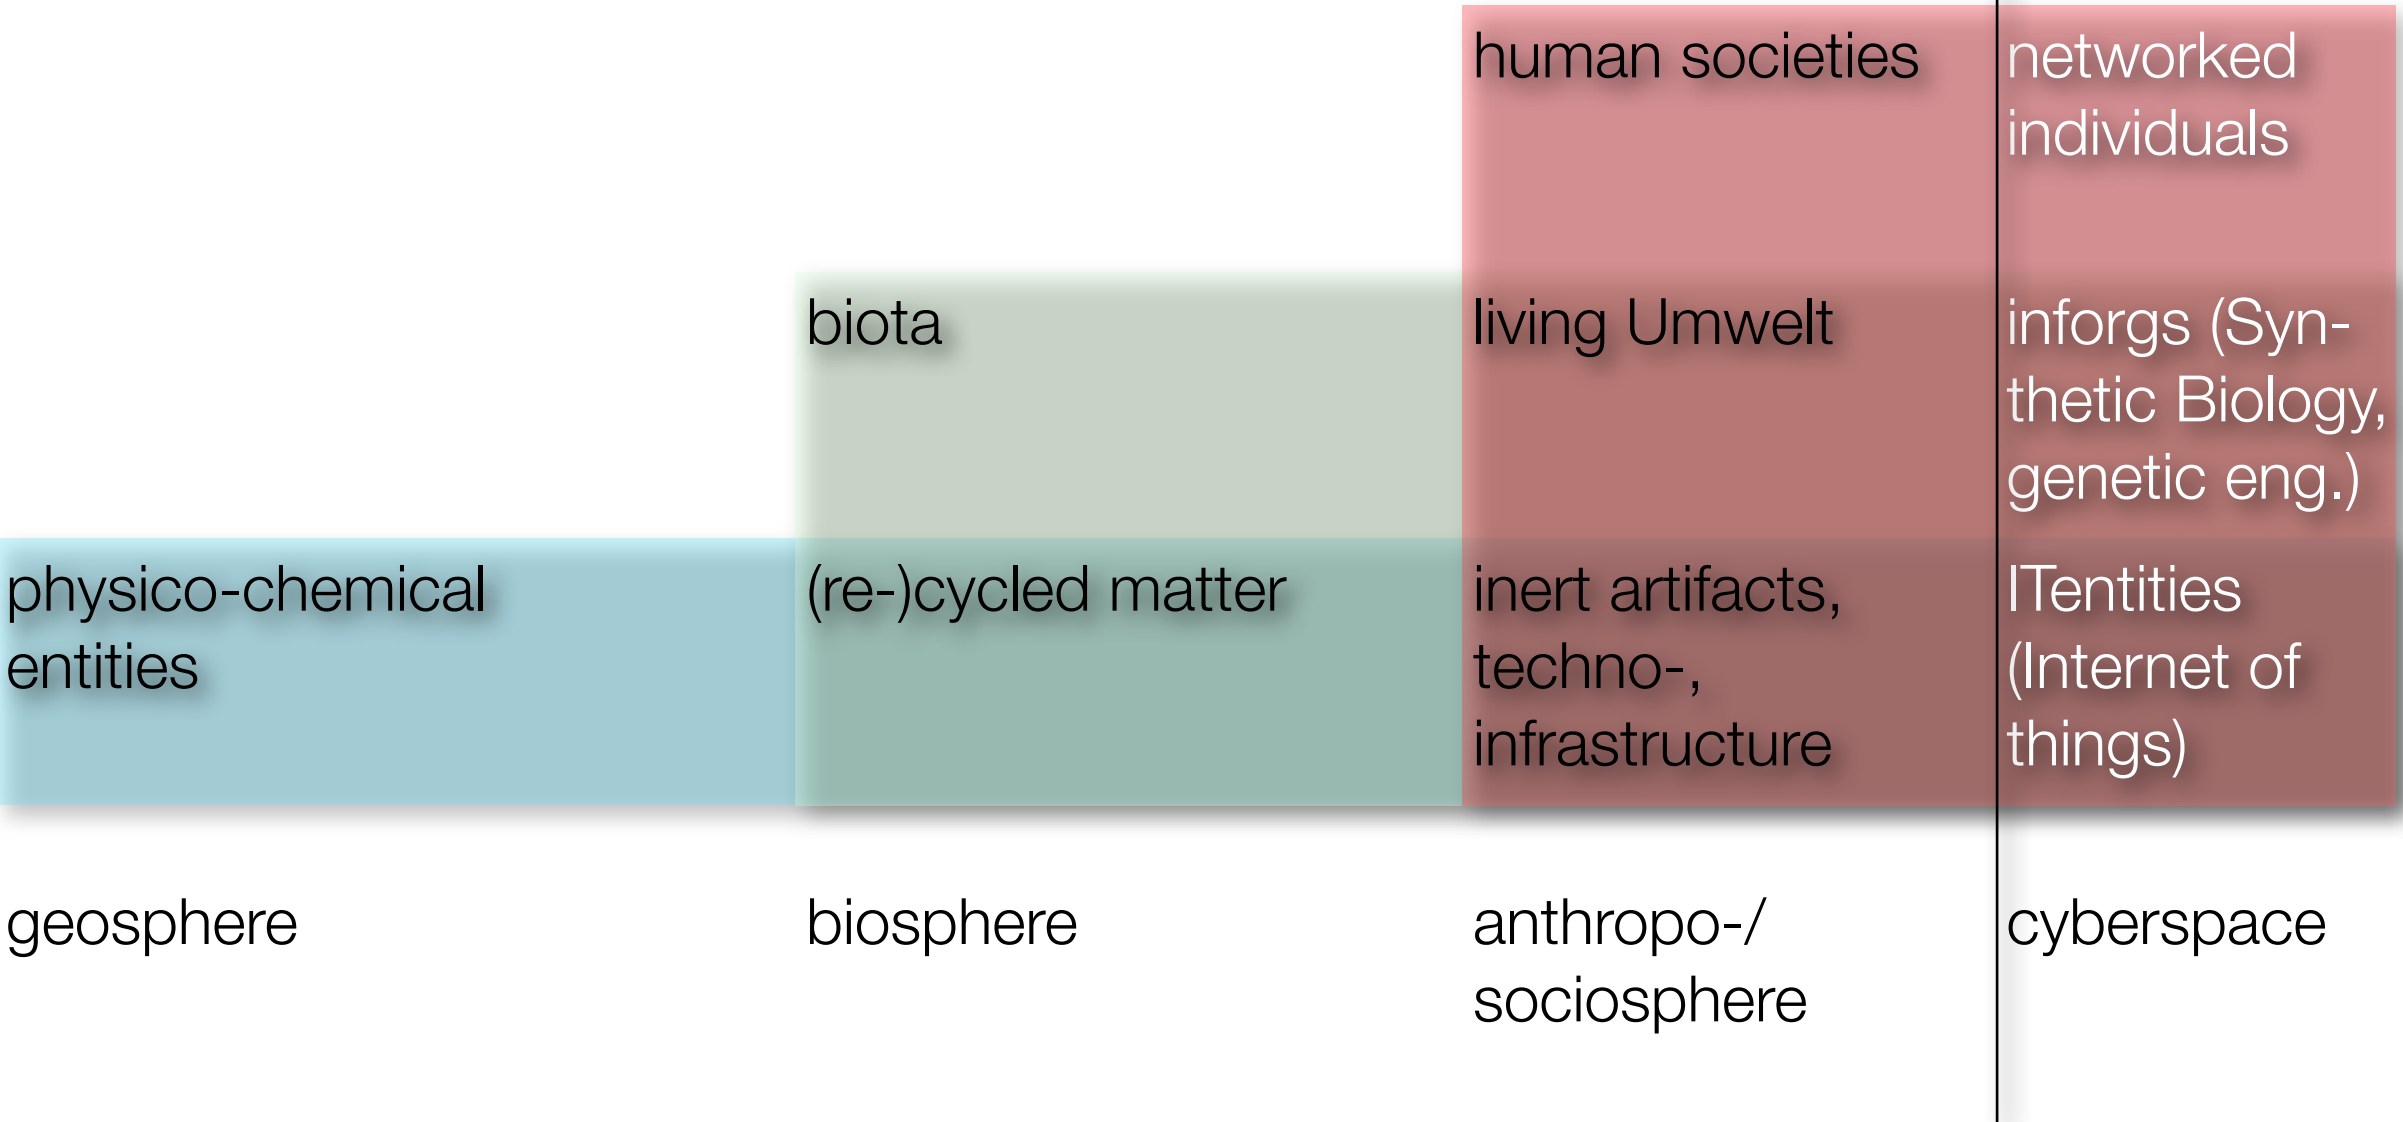 human societies
networked
individuals
biota
living Umwelt
inforgs (Syn-
thetic Biology,
genetic eng.)
physico-chemical
entities
(re-)cycled matter
inert artifacts,
techno-,
infrastructure
ITentities
(Internet of
things)
geosphere
biosphere
anthropo-/
sociosphere
cyberspace